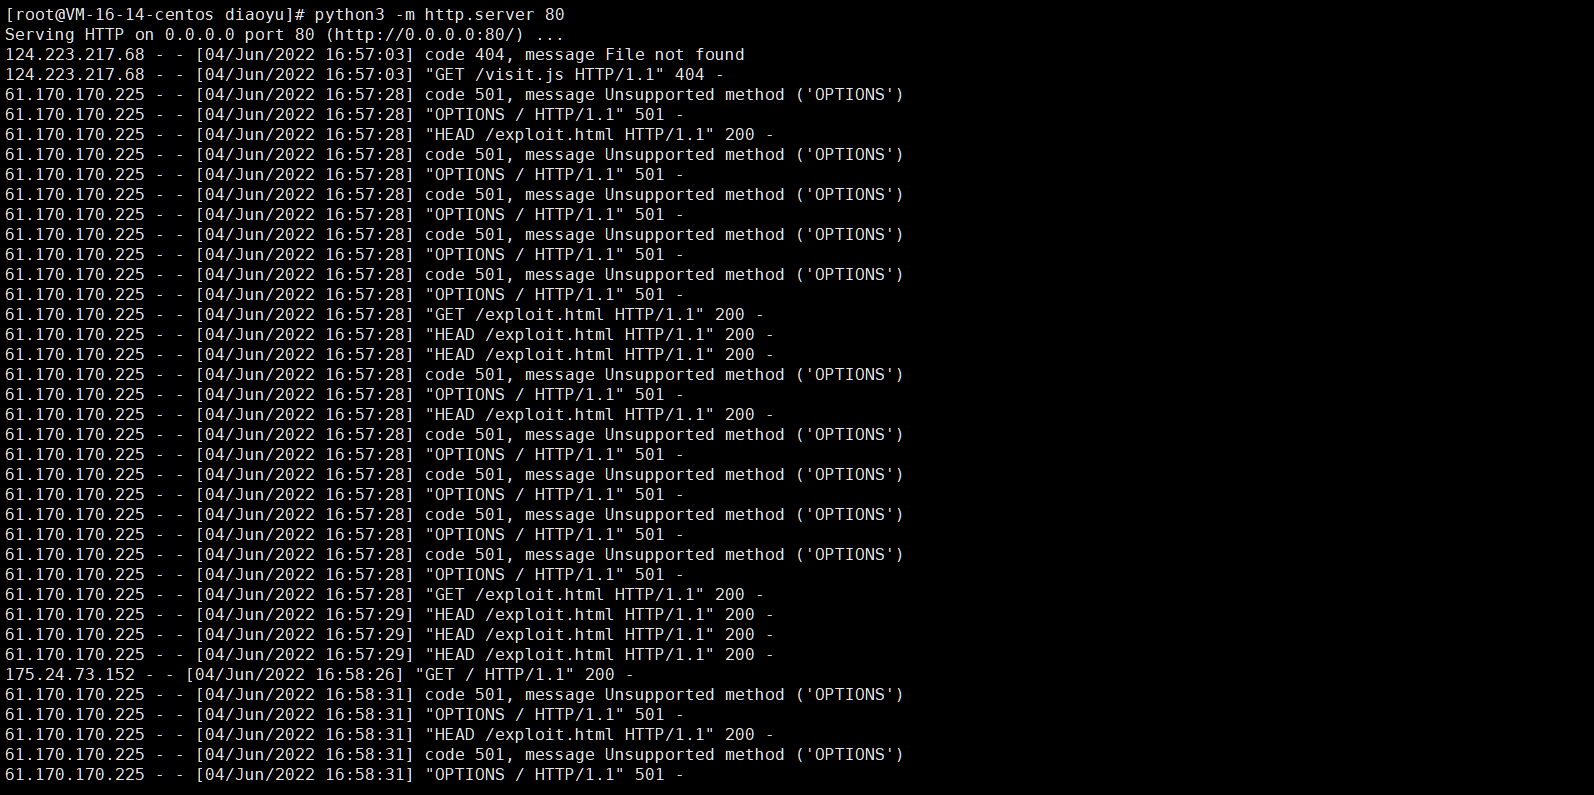 [root@VM-16-14-centos diaoyu]# python3 -m http.server 80
Serving HTTP on 0.0.0.0 port 80 (http://0.0.0.0:80/) ...
124.223.217.68 - - [04/Jun/2022 16:57:03] code 404, message File not found
124.223.217.68 - - [04/Jun/2022 16:57:03] "GET /visit.js HTTP/1.1" 404 -
61.170.170.225 - - [04/Jun/2022 16:57:28] code 501, message Unsupported method ('OPTIONS')
61.170.170.225 - - [04/Jun/2022 16:57:28] "OPTIONS / HTTP/1.1" 501 -
61.170.170.225 - - [04/Jun/2022 16:57:28] "HEAD /exploit.html HTTP/1.1" 200 -
61.170.170.225 - - [04/Jun/2022 16:57:28] code 501, message Unsupported method ('OPTIONS')
61.170.170.225 - - [04/Jun/2022 16:57:28] "OPTIONS / HTTP/1.1" 501 -
61.170.170.225 - - [04/Jun/2022 16:57:28] code 501, message Unsupported method ('OPTIONS')
61.170.170.225 - - [04/Jun/2022 16:57:28] "OPTIONS / HTTP/1.1" 501 -
61.170.170.225 - - [04/Jun/2022 16:57:28] code 501, message Unsupported method ('OPTIONS')
61.170.170.225 - - [04/Jun/2022 16:57:28] "OPTIONS / HTTP/1.1" 501 -
61.170.170.225 - - [04/Jun/2022 16:57:28] code 501, message Unsupported method ('OPTIONS')
61.170.170.225 - - [04/Jun/2022 16:57:28] "OPTIONS / HTTP/1.1" 501 -
61.170.170.225 - - [04/Jun/2022 16:57:28] "GET /exploit.html HTTP/1.1" 200 -
61.170.170.225 - - [04/Jun/2022 16:57:28] "HEAD /exploit.html HTTP/1.1" 200 -
61.170.170.225 - - [04/Jun/2022 16:57:28] "HEAD /exploit.html HTTP/1.1" 200 -
61.170.170.225 - - [04/Jun/2022 16:57:28] code 501, message Unsupported method ('OPTIONS')
61.170.170.225 - - [04/Jun/2022 16:57:28] "OPTIONS / HTTP/1.1" 501 -
61.170.170.225 - - [04/Jun/2022 16:57:28] "HEAD /exploit.html HTTP/1.1" 200 -
61.170.170.225 - - [04/Jun/2022 16:57:28] code 501, message Unsupported method ('OPTIONS')
61.170.170.225 - - [04/Jun/2022 16:57:28] "OPTIONS / HTTP/1.1" 501 -
61.170.170.225 - - [04/Jun/2022 16:57:28] code 501, message Unsupported method ('OPTIONS')
61.170.170.225 - - [04/Jun/2022 16:57:28] "OPTIONS / HTTP/1.1" 501 -
61.170.170.225 - - [04/Jun/2022 16:57:28] code 501, message Unsupported method ('OPTIONS')
61.170.170.225 - - [04/Jun/2022 16:57:28] "OPTIONS / HTTP/1.1" 501 -
61.170.170.225 - - [04/Jun/2022 16:57:28] code 501, message Unsupported method ('OPTIONS')
61.170.170.225 - - [04/Jun/2022 16:57:28] "OPTIONS / HTTP/1.1" 501 -
61.170.170.225 - - [04/Jun/2022 16:57:28] "GET /exploit.html HTTP/1.1" 200 -
61.170.170.225 - - [04/Jun/2022 16:57:29] "HEAD /exploit.html HTTP/1.1" 200 -
61.170.170.225 - - [04/Jun/2022 16:57:29] "HEAD /exploit.html HTTP/1.1" 200 -
61.170.170.225 - - [04/Jun/2022 16:57:29] "HEAD /exploit.html HTTP/1.1" 200 -
175.24.73.152 - - [04/Jun/2022 16:58:26] "GET / HTTP/1.1" 200 -
61.170.170.225 - - [04/Jun/2022 16:58:31] code 501, message Unsupported method ('OPTIONS')
61.170.170.225 - - [04/Jun/2022 16:58:31] "OPTIONS / HTTP/1.1" 501 -
61.170.170.225 - - [04/Jun/2022 16:58:31] "HEAD /exploit.html HTTP/1.1" 200 -
61.170.170.225 - - [04/Jun/2022 16:58:31] code 501, message Unsupported method ('OPTIONS')
61.170.170.225 - - [04/Jun/2022 16:58:31] "OPTIONS / HTTP/1.1" 501 -